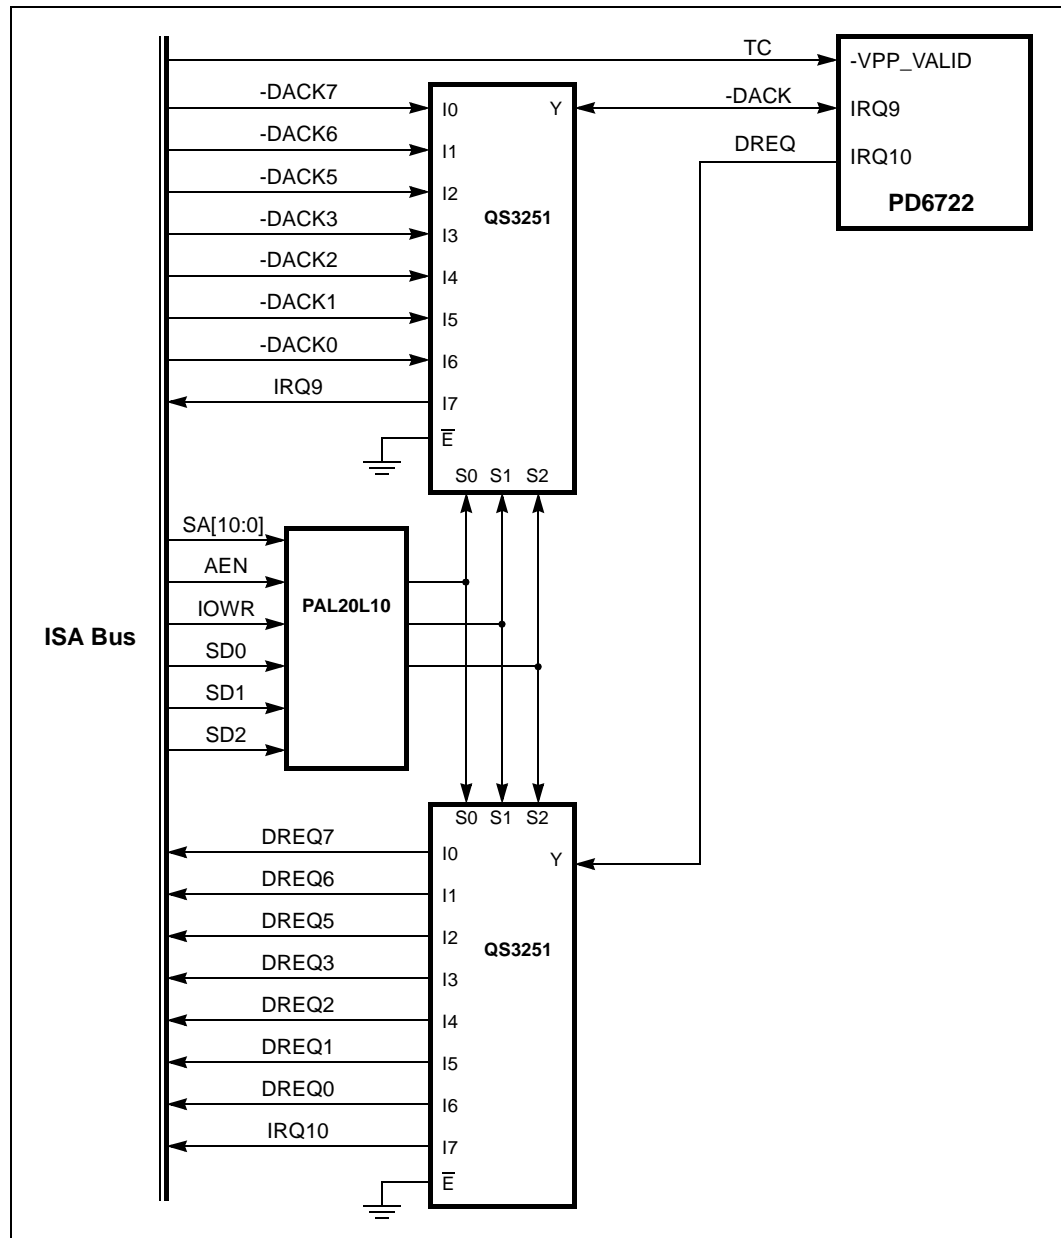 TC
-VPP_VALID
-DACK7
I0
Y
-DACK
IRQ9
-DACK6
I1
DREQ
IRQ10
-DACK5
I2
PD6722
-DACK3
I3
QS3251
-DACK2
I4
-DACK1
I5
-DACK0
I6
IRQ9
I7
E
S0 S1 S2
SA[10:0]
AEN
IOWR
PAL20L10
ISA Bus
SD0
SD1
SD2
S0 S1 S2
DREQ7
I0
Y
DREQ6
I1
DREQ5
I2
QS3251
DREQ3
I3
DREQ2
I4
DREQ1
I5
DREQ0
I6
IRQ10
I7
E